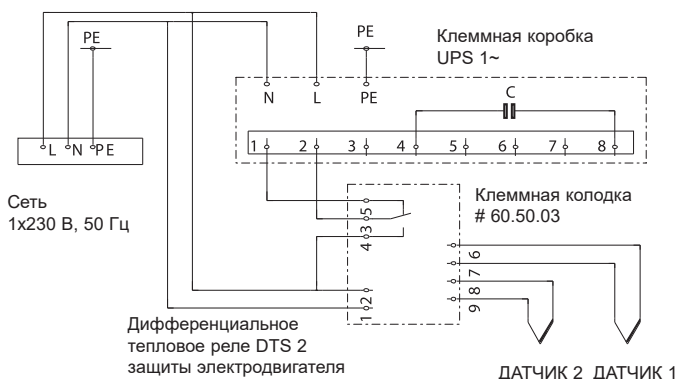 PE
PE
Клеммная коробка
UPS 1~
N L PE
C
L N PE
1 2 3 4 5 6 7 8
Сеть
1x230 В, 50 Гц
Клеммная колодка
# 60.50.03
5
3
4
6
7
8
9
2
1
Дифференциальное
тепловое реле DTS 2
защиты электродвигателя
ДАТЧИК 2 ДАТЧИК 1